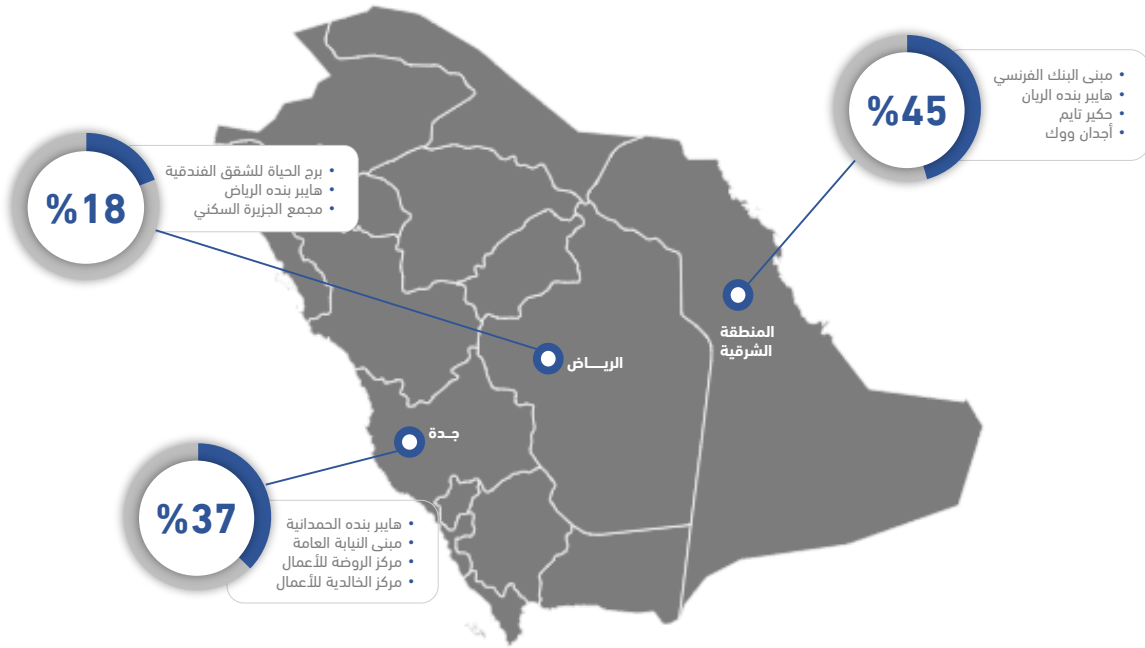 %45
• مبنى البنك الفرنسي
• هايبر بنده الريان
• حكير تايم
• أجدان ووك
المنطقة
الشرقية
%18
• برج الحياة للشقق الفندقية
• هايبر بنده الرياض
• مجمع الجزيرة السكني
الريـــاض
جــدة
%37
• هايبر بنده الحمدانية
• مبنى النيابة العامة
• مركز الروضة للأعمال
• مركز الخالدية للأعمال